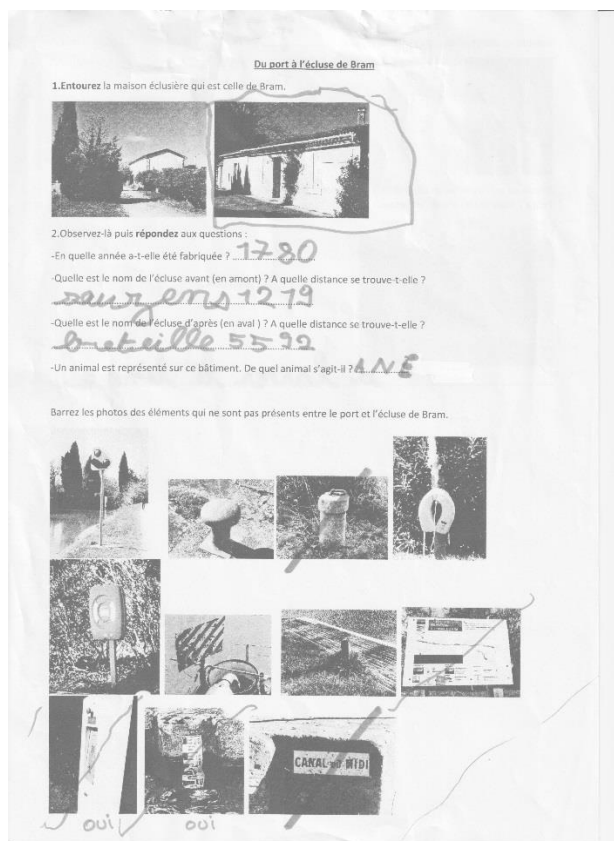 Du port à l'écluse de Bram
1.Entourez la maison éclusière qui est celle de Bram.
2.Observez-là puis répondez aux questions :
-En quelle année a-t-elle été fabriquée ? 1780
-Quelle est le nom de l'écluse avant (en amont) ? A quelle distance se trouve-t-elle ?
sauzens 1219
-Quelle est le nom de l'écluse d'après (en aval ) ? A quelle distance se trouve-t-elle ?
breteille 5592
-Un animal est représenté sur ce bâtiment. De quel animal s'agit-il ? ANE
Barrez les photos des éléments qui ne sont pas présents entre le port et l'écluse de Bram.
CANAL DU MIDI
oui oui